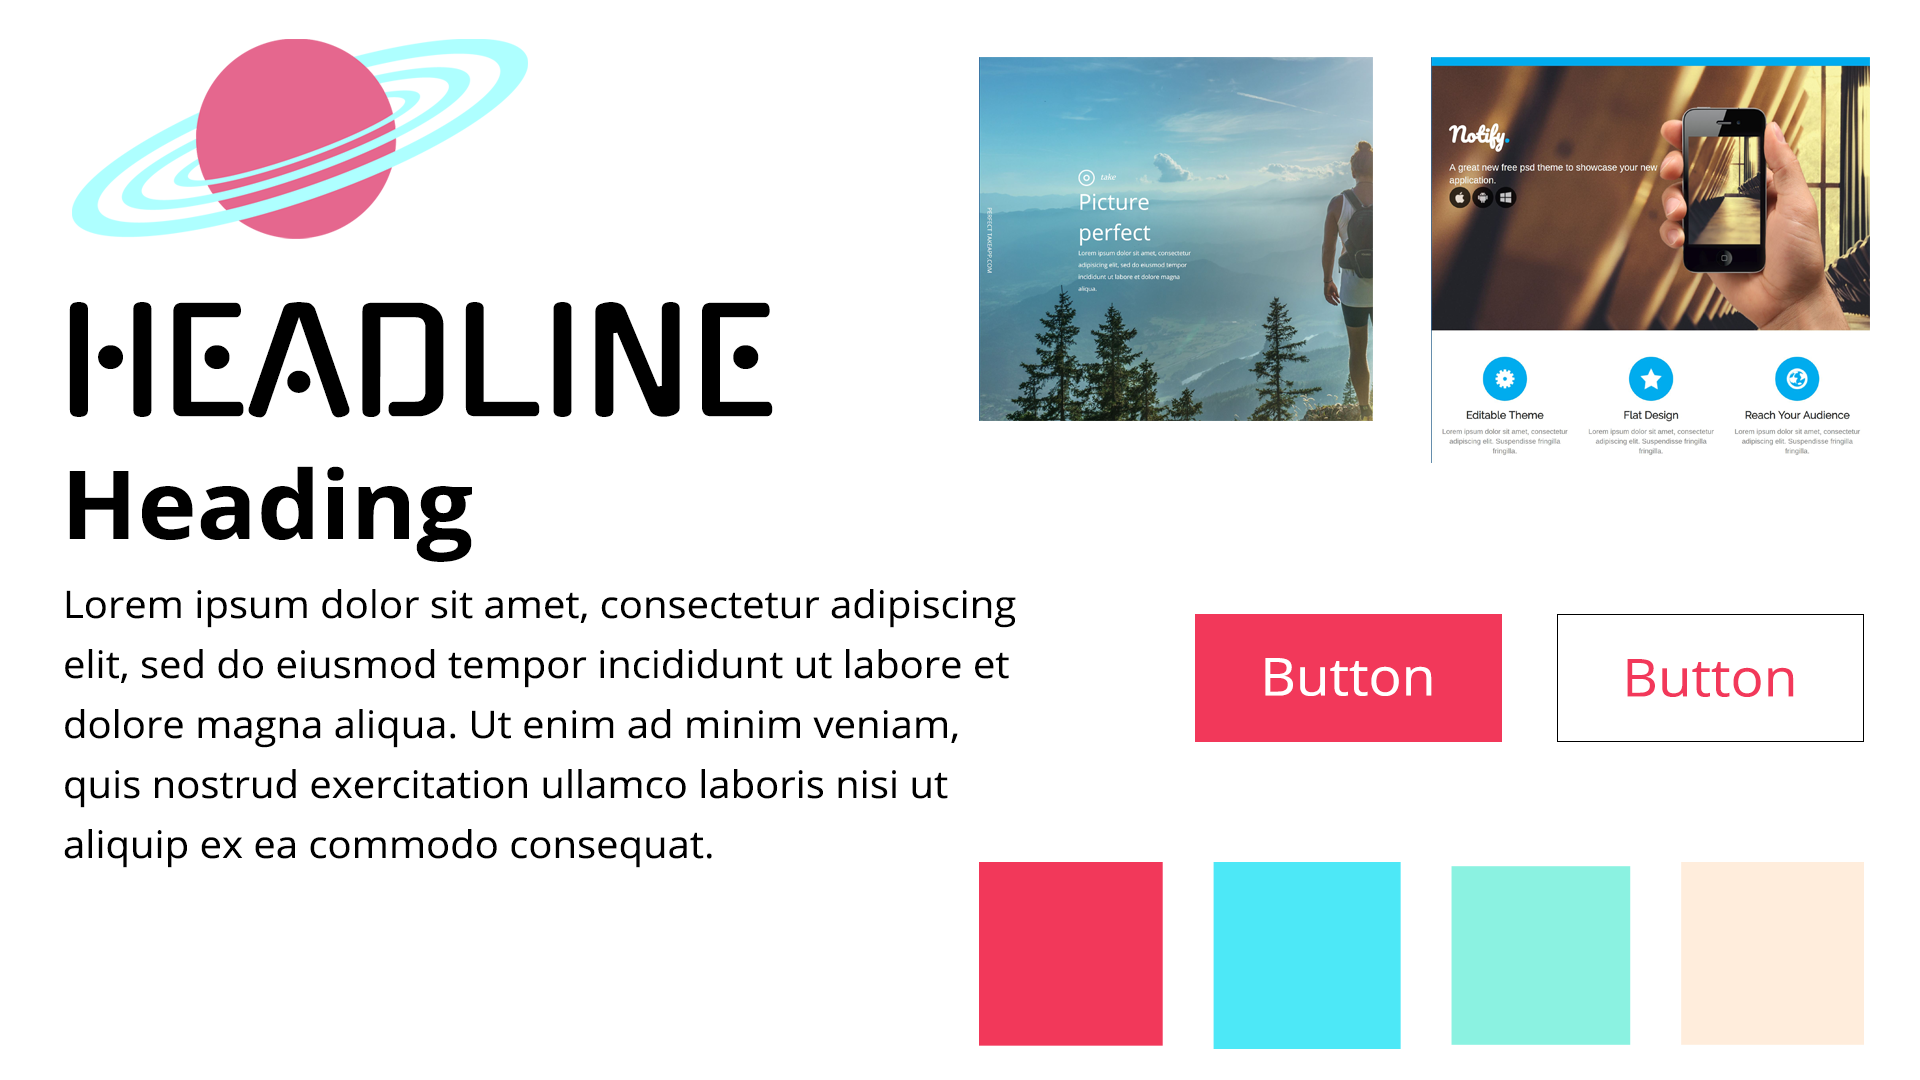 HEADLINE
Heading
Lorem ipsum dolor sit amet, consectetur adipiscing
elit, sed do eiusmod tempor incididunt ut labore et
dolore magna aliqua. Ut enim ad minim veniam,
quis nostrud exercitation ullamco laboris nisi ut
aliquip ex ea commodo consequat.
PERFECT.TAKEAPP.COM
take
Picture
perfect
Lorem ipsum dolor sit amet, consectetur
adipisicing elit, sed do eiusmod tempor
incididunt ut labore et dolore magna
aliqua.
Notify.
A great new free psd theme to showcase your new
application.
Editable Theme
Lorem ipsum dolor sit amet, consectetur
adipiscing elit. Suspendisse fringilla
fringilla.
Flat Design
Lorem ipsum dolor sit amet, consectetur
adipiscing elit. Suspendisse fringilla
fringilla.
Reach Your Audience
Lorem ipsum dolor sit amet, consectetur
adipiscing elit. Suspendisse fringilla
fringilla.
Button
Button